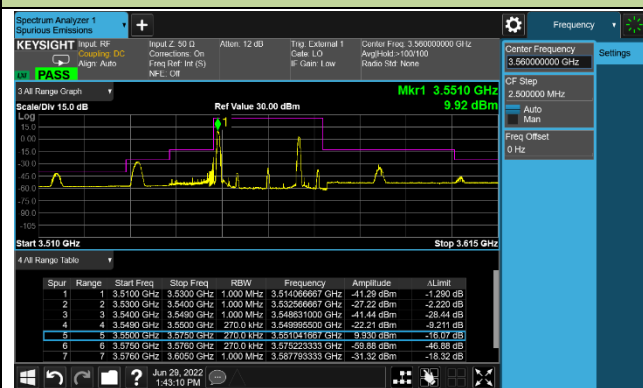 Spectrum Analyzer 1
Spurious Emissions
Frequency
KEYSIGHT
Input: RF
Coupling: DC
Align: Auto
Input Z: 50 Ω
Corrections: On
Freq Ref: Int (S)
NFE: Off
Atten: 12 dB
Trig: External 1
Gate: LO
IF Gain: Low
Center Freq: 3.560000000 GHz
Avg|Hold:>100/100
Radio Std: None
LXI
PASS
Center Frequency
3.560000000 GHz
Settings
CF Step
2.500000 MHz
Auto
Man
Freq Offset
0 Hz
3 All Range Graph
Mkr1 3.5510 GHz
Scale/Div 15.0 dB
Ref Value 30.00 dBm
9.92 dBm
Log
15.0
0.00
-15.0
-30.0
-45.0
-60.0
-75.0
-90.0
-105
1
Start 3.510 GHz
Stop 3.615 GHz
4 All Range Table
Spur Range Start Freq Stop Freq RBW Frequency Amplitude ΔLimit
1 1 3.5100 GHz 3.5300 GHz 1.000 MHz 3.514066667 GHz -41.29 dBm -1.290 dB
2 2 3.5300 GHz 3.5400 GHz 1.000 MHz 3.532566667 GHz -27.22 dBm -2.220 dB
3 3 3.5400 GHz 3.5490 GHz 1.000 MHz 3.548631000 GHz -41.44 dBm -28.44 dB
4 4 3.5490 GHz 3.5500 GHz 270.0 kHz 3.549995500 GHz -22.21 dBm -9.211 dB
5 5 3.5500 GHz 3.5750 GHz 270.0 kHz 3.551041667 GHz 9.930 dBm -16.07 dB
6 6 3.5750 GHz 3.5760 GHz 270.0 kHz 3.575223333 GHz -59.88 dBm -46.88 dB
7 7 3.5760 GHz 3.6050 GHz 1.000 MHz 3.587793333 GHz -31.32 dBm -18.32 dB
Jun 29, 2022
1:43:10 PM